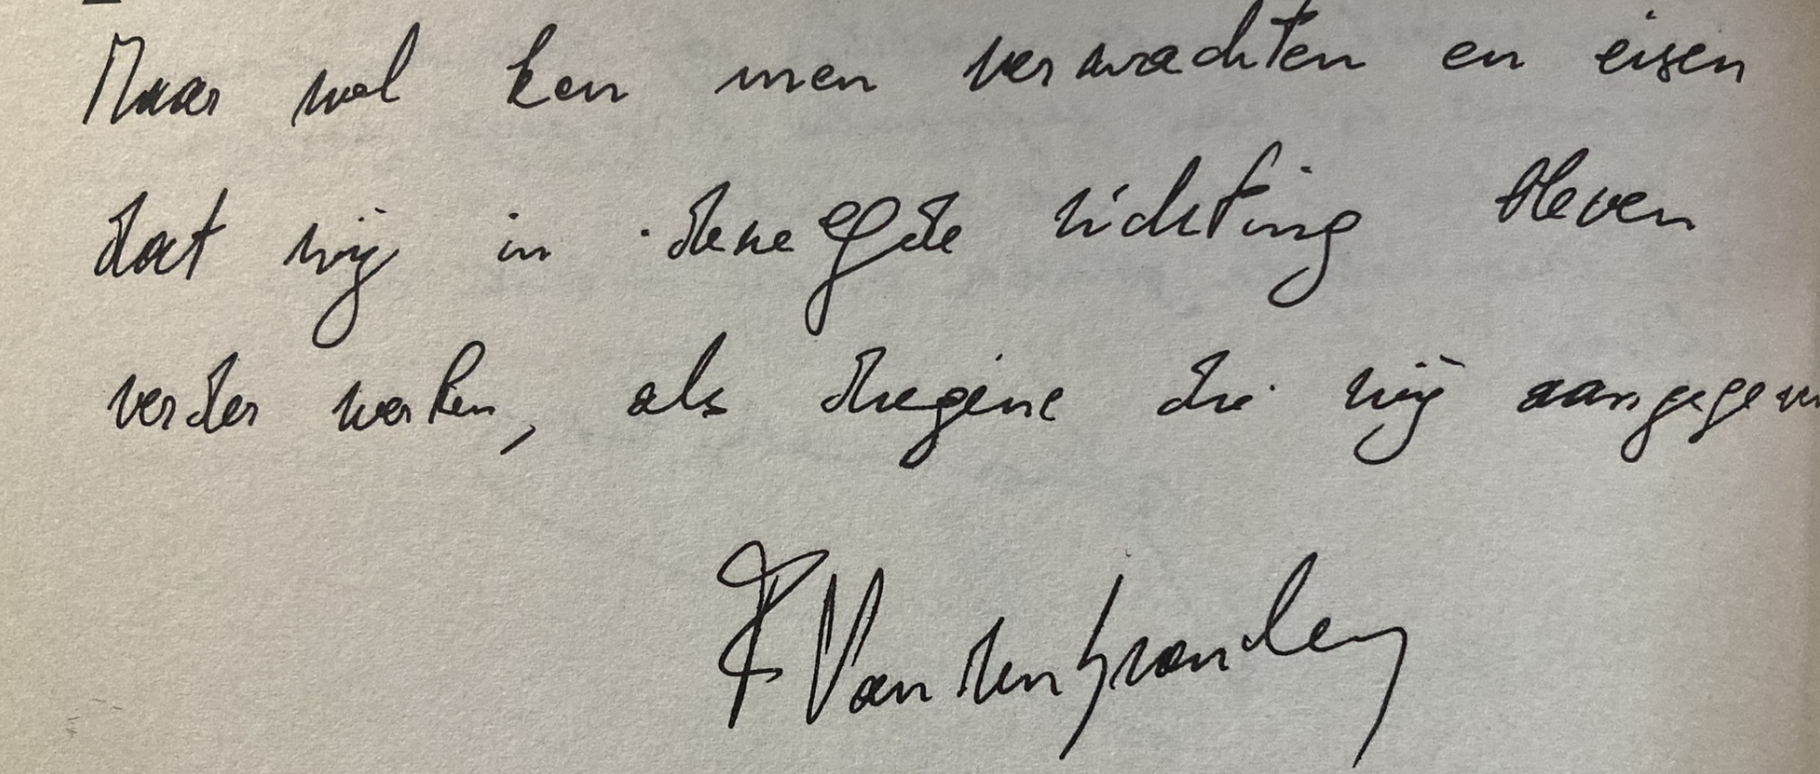 Maar wel kan men verwachten en eisen
dat wij in dezelfde richting bleven
verder werken, als diegene die wij aangegeven
Vandenbranden